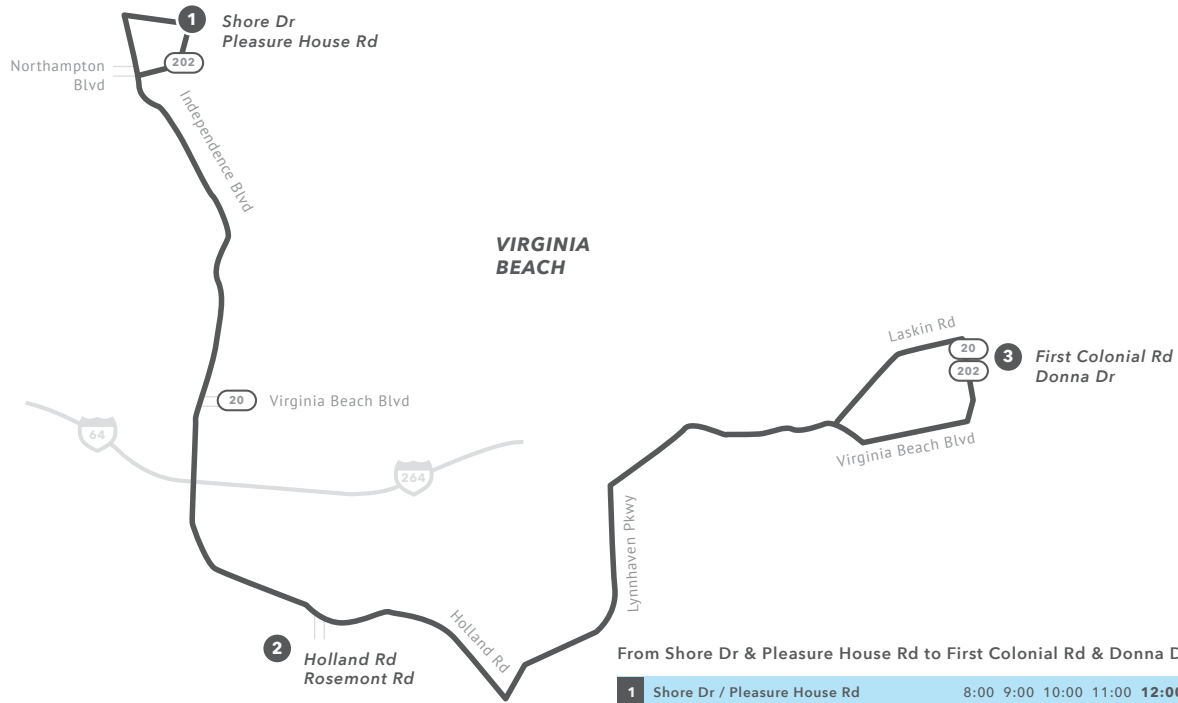 1 Shore Dr
Pleasure House Rd
202
Northampton
Blvd
Independence Blvd
VIRGINIA
BEACH
Laskin Rd
20
202
3 First Colonial Rd
Donna Dr
20 Virginia Beach Blvd
64
264
Virginia Beach Blvd
Lynnhaven Pkwy
Holland Rd
2 Holland Rd
Rosemont Rd
From Shore Dr & Pleasure House Rd to First Colonial Rd & Donna D
1 Shore Dr / Pleasure House Rd 8:00 9:00 10:00 11:00 12:00